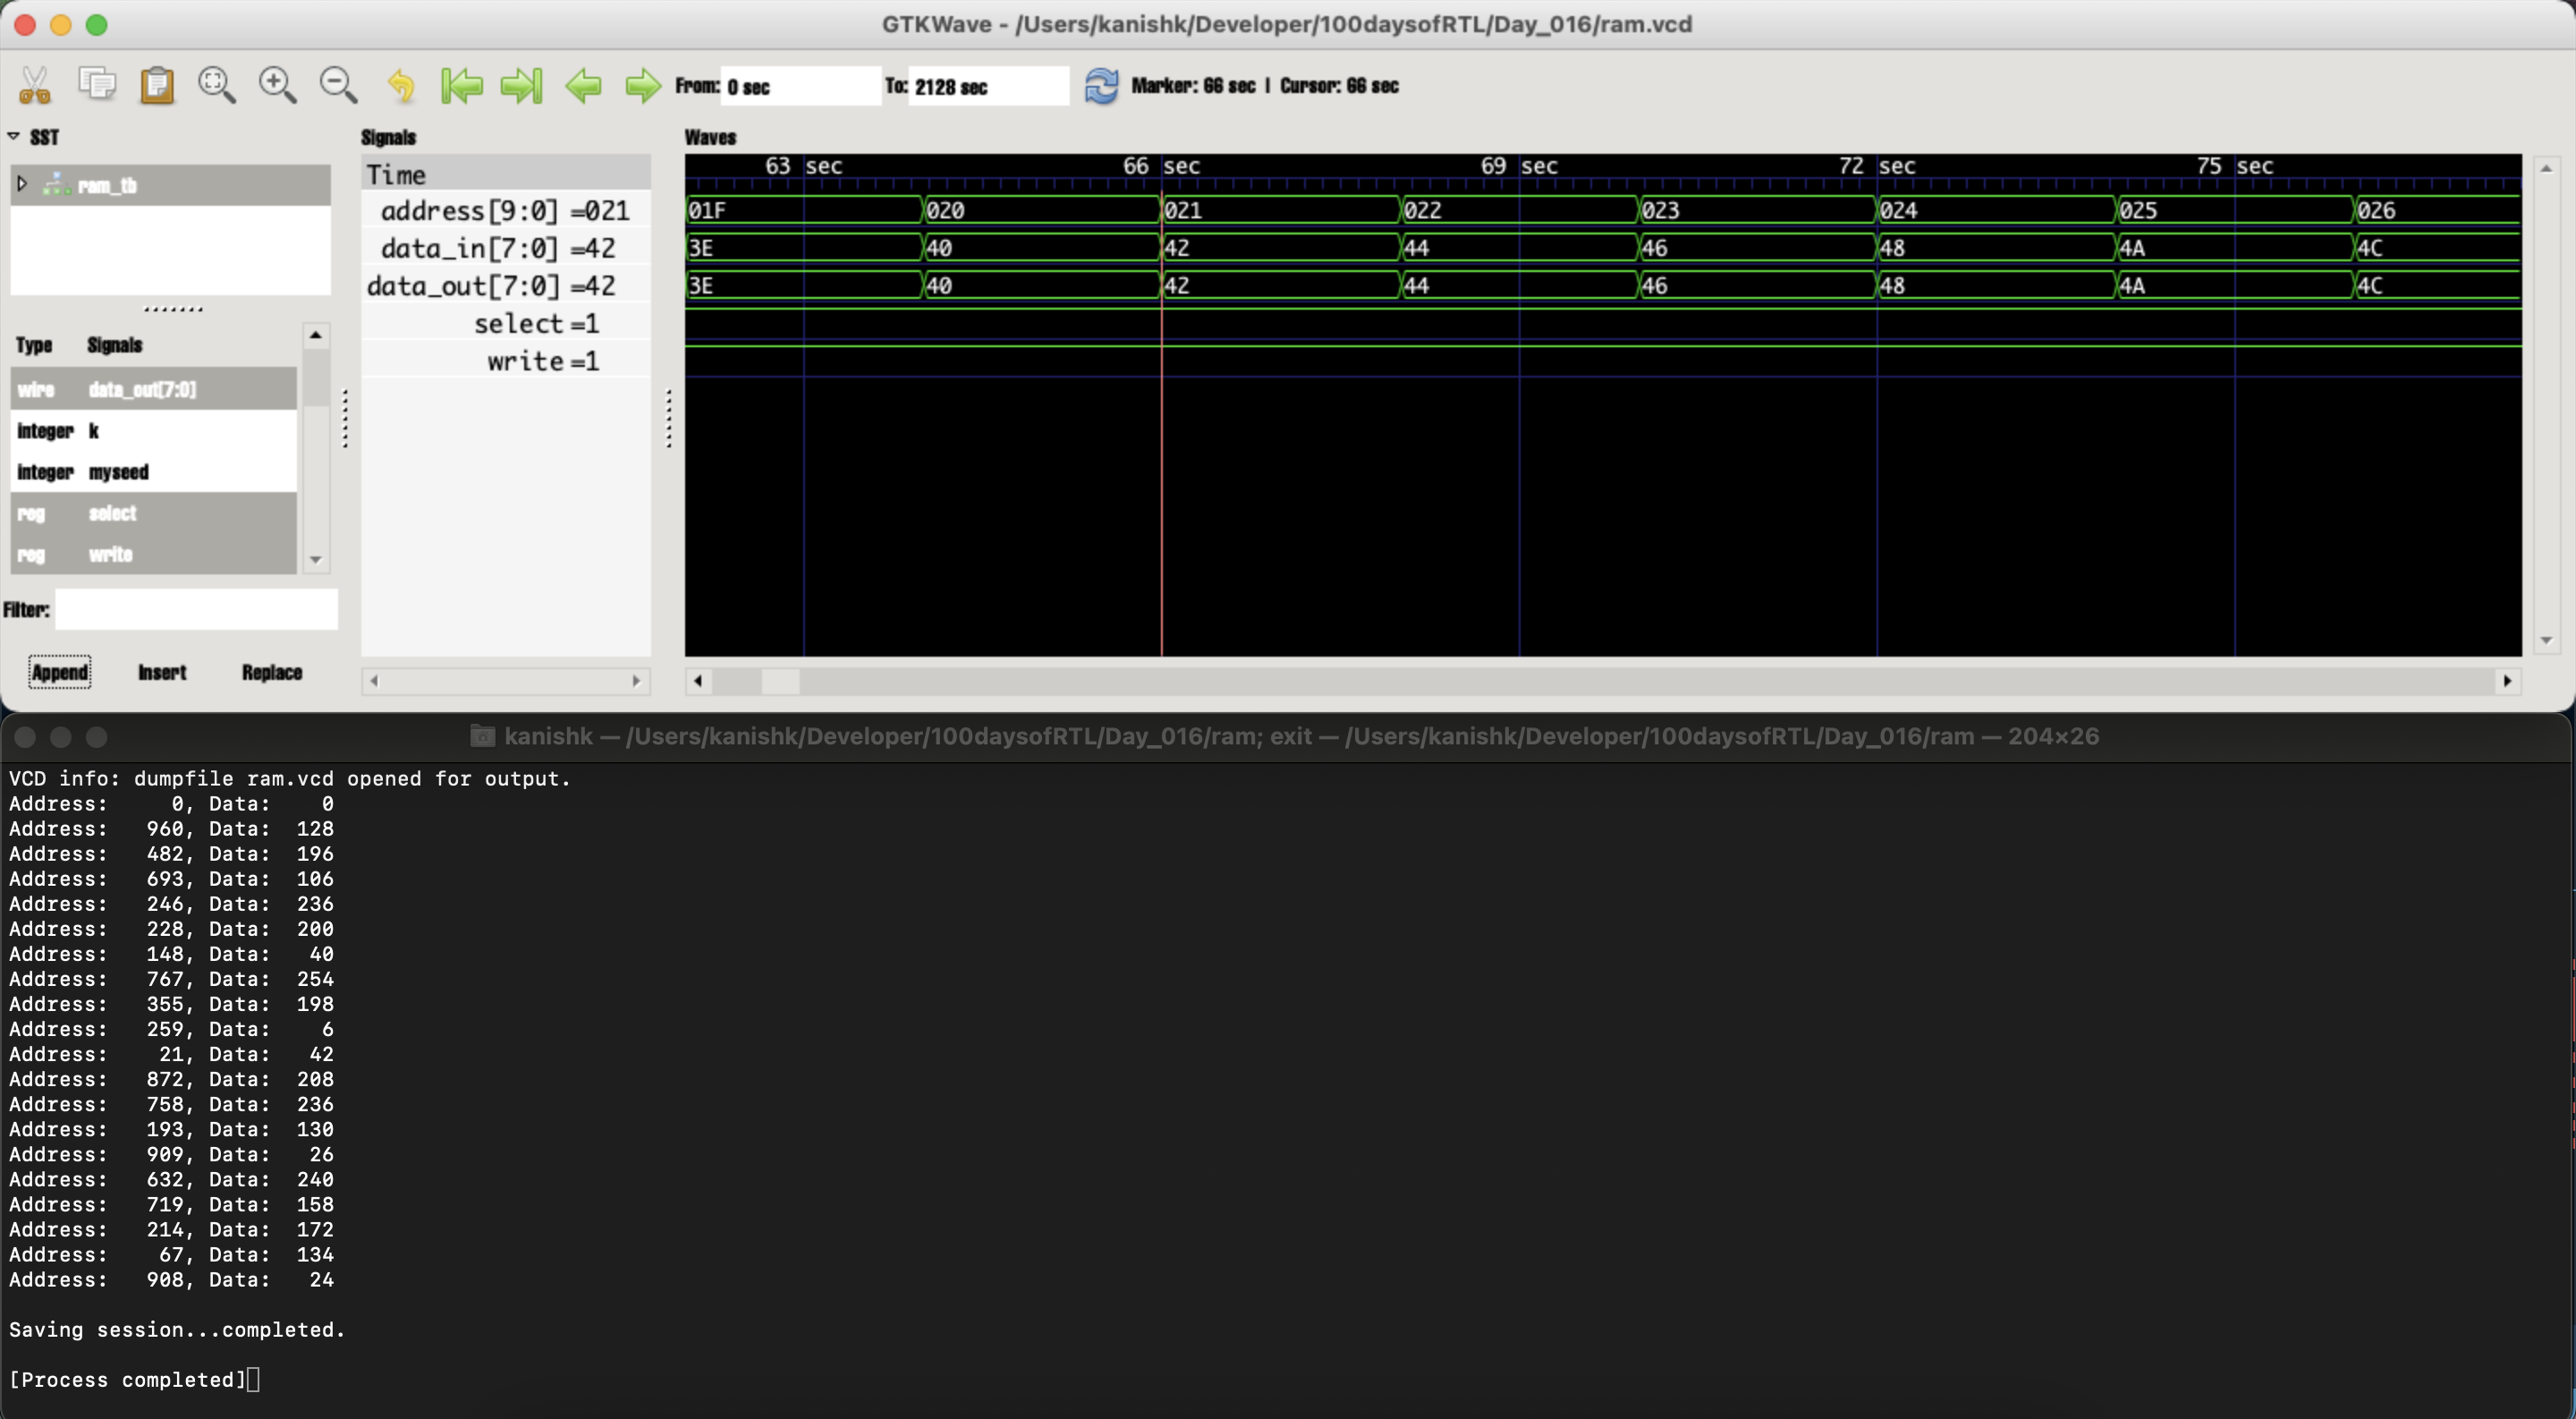 GTKWave - /Users/kanishk/Developer/100daysofRTL/Day_016/ram.vcd
From: 0 sec To: 2128 sec Marker: 66 sec | Cursor: 66 sec
SST
ram_tb
Type Signals
wire data_out[7:0]
integer k
integer myseed
reg select
reg write
Filter:
Append Insert Replace
Signals
Time
address[9:0] =021
data_in[7:0] =42
data_out[7:0] =42
select =1
write =1
Waves
63 sec 66 sec 69 sec 72 sec 75 sec
01F 020 021 022 023 024 025 026
3E 40 42 44 46 48 4A 4C
3E 40 42 44 46 48 4A 4C
kanishk — /Users/kanishk/Developer/100daysofRTL/Day_016/ram; exit — /Users/kanishk/Developer/100daysofRTL/Day_016/ram — 204×26
VCD info: dumpfile ram.vcd opened for output.
Address: 0, Data: 0
Address: 960, Data: 128
Address: 482, Data: 196
Address: 693, Data: 106
Address: 246, Data: 236
Address: 228, Data: 200
Address: 148, Data: 40
Address: 767, Data: 254
Address: 355, Data: 198
Address: 259, Data: 6
Address: 21, Data: 42
Address: 872, Data: 208
Address: 758, Data: 236
Address: 193, Data: 130
Address: 909, Data: 26
Address: 632, Data: 240
Address: 719, Data: 158
Address: 214, Data: 172
Address: 67, Data: 134
Address: 908, Data: 24
Saving session...completed.
[Process completed]